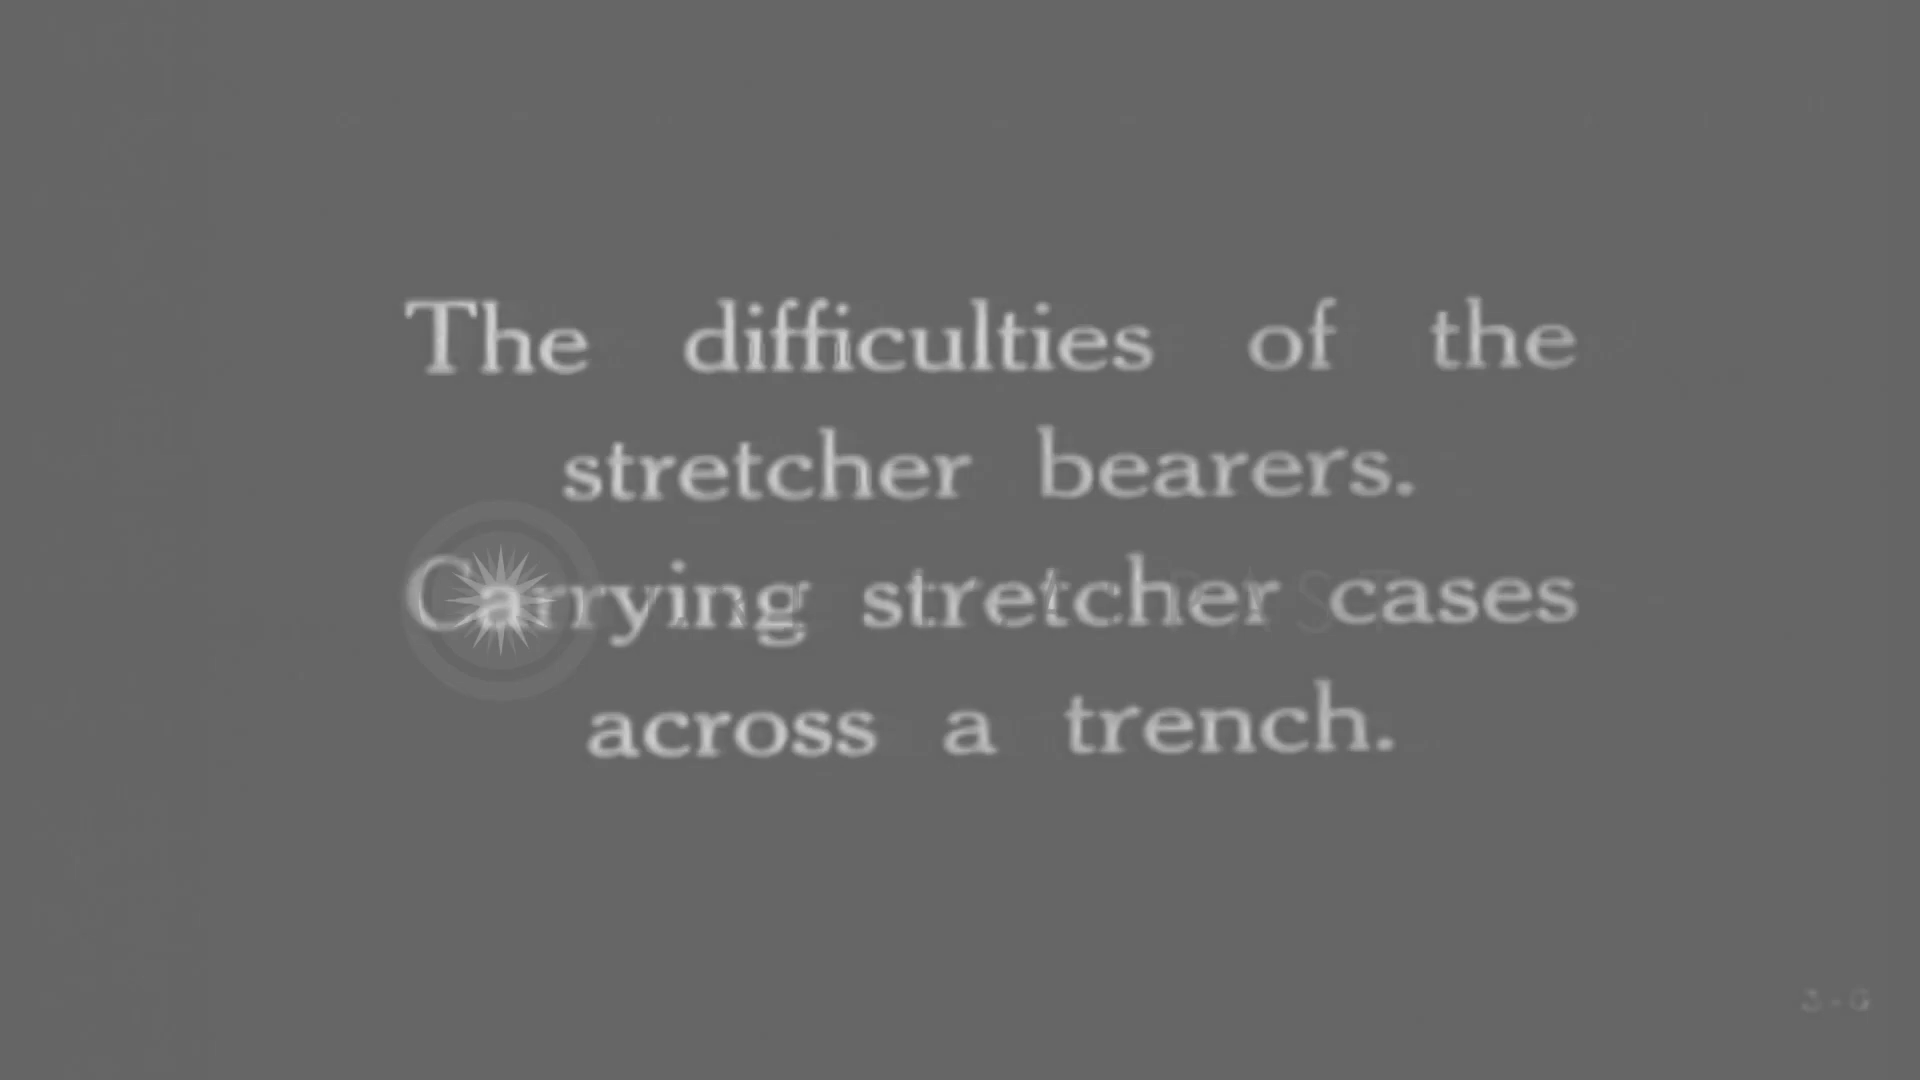 The difficulties of the
stretcher bearers.
Carrying stretcher cases
across a trench.